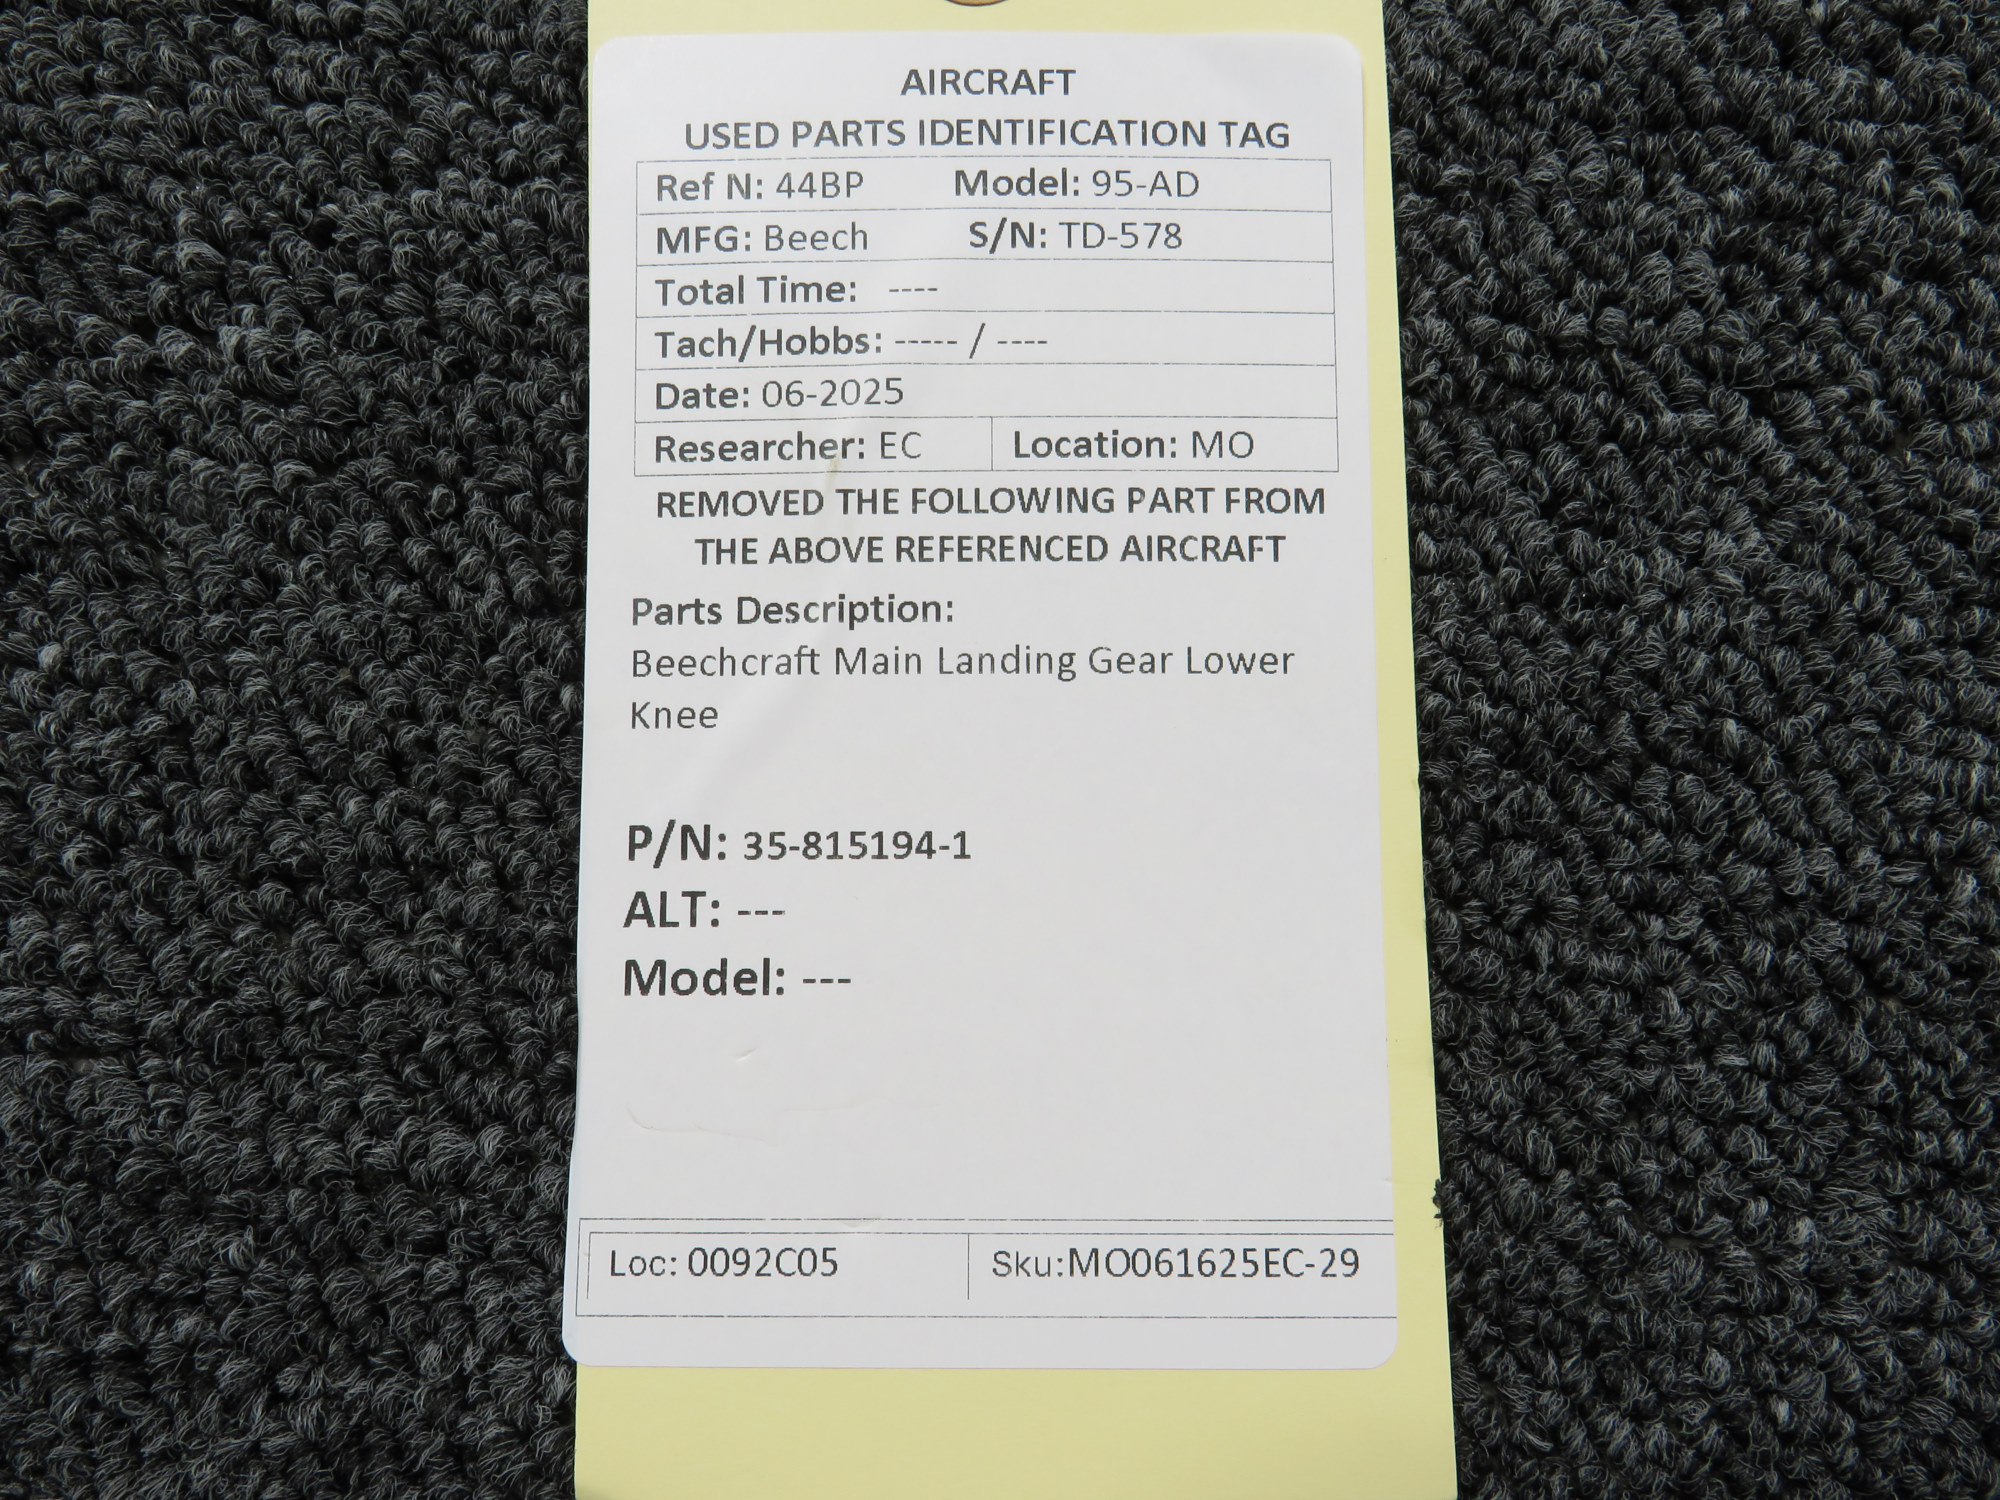 AIRCRAFT
USED PARTS IDENTIFICATION TAG
Ref N: 44BP Model: 95-AD
MFG: Beech S/N: TD-578
Total Time: ----
Tach/Hobbs: ----- / ----
Date: 06-2025
Researcher: EC Location: MO
REMOVED THE FOLLOWING PART FROM
THE ABOVE REFERENCED AIRCRAFT
Parts Description:
Beechcraft Main Landing Gear Lower
Knee
P/N: 35-815194-1
ALT: ---
Model: ---
Loc: 0092C05 Sku:MO061625EC-29